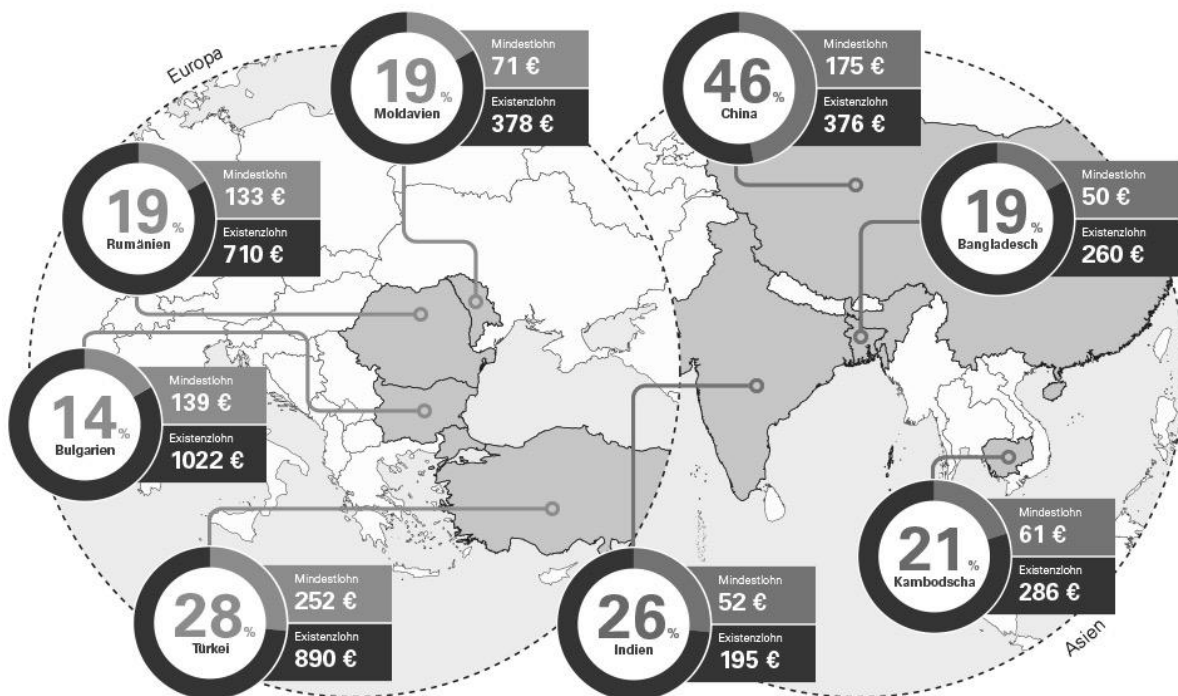 Europa
19 %
Moldavien
Mindestlohn
71 €
Existenzlohn
378 €
46 %
China
Mindestlohn
175 €
Existenzlohn
376 €
19 %
Rumänien
Mindestlohn
133 €
Existenzlohn
710 €
19 %
Bangladesch
Mindestlohn
50 €
Existenzlohn
260 €
14 %
Bulgarien
Mindestlohn
139 €
Existenzlohn
1022 €
21 %
Kambodscha
Mindestlohn
61 €
Existenzlohn
286 €
28 %
Türkei
Mindestlohn
252 €
Existenzlohn
890 €
26 %
Indien
Mindestlohn
52 €
Existenzlohn
195 €
Asien